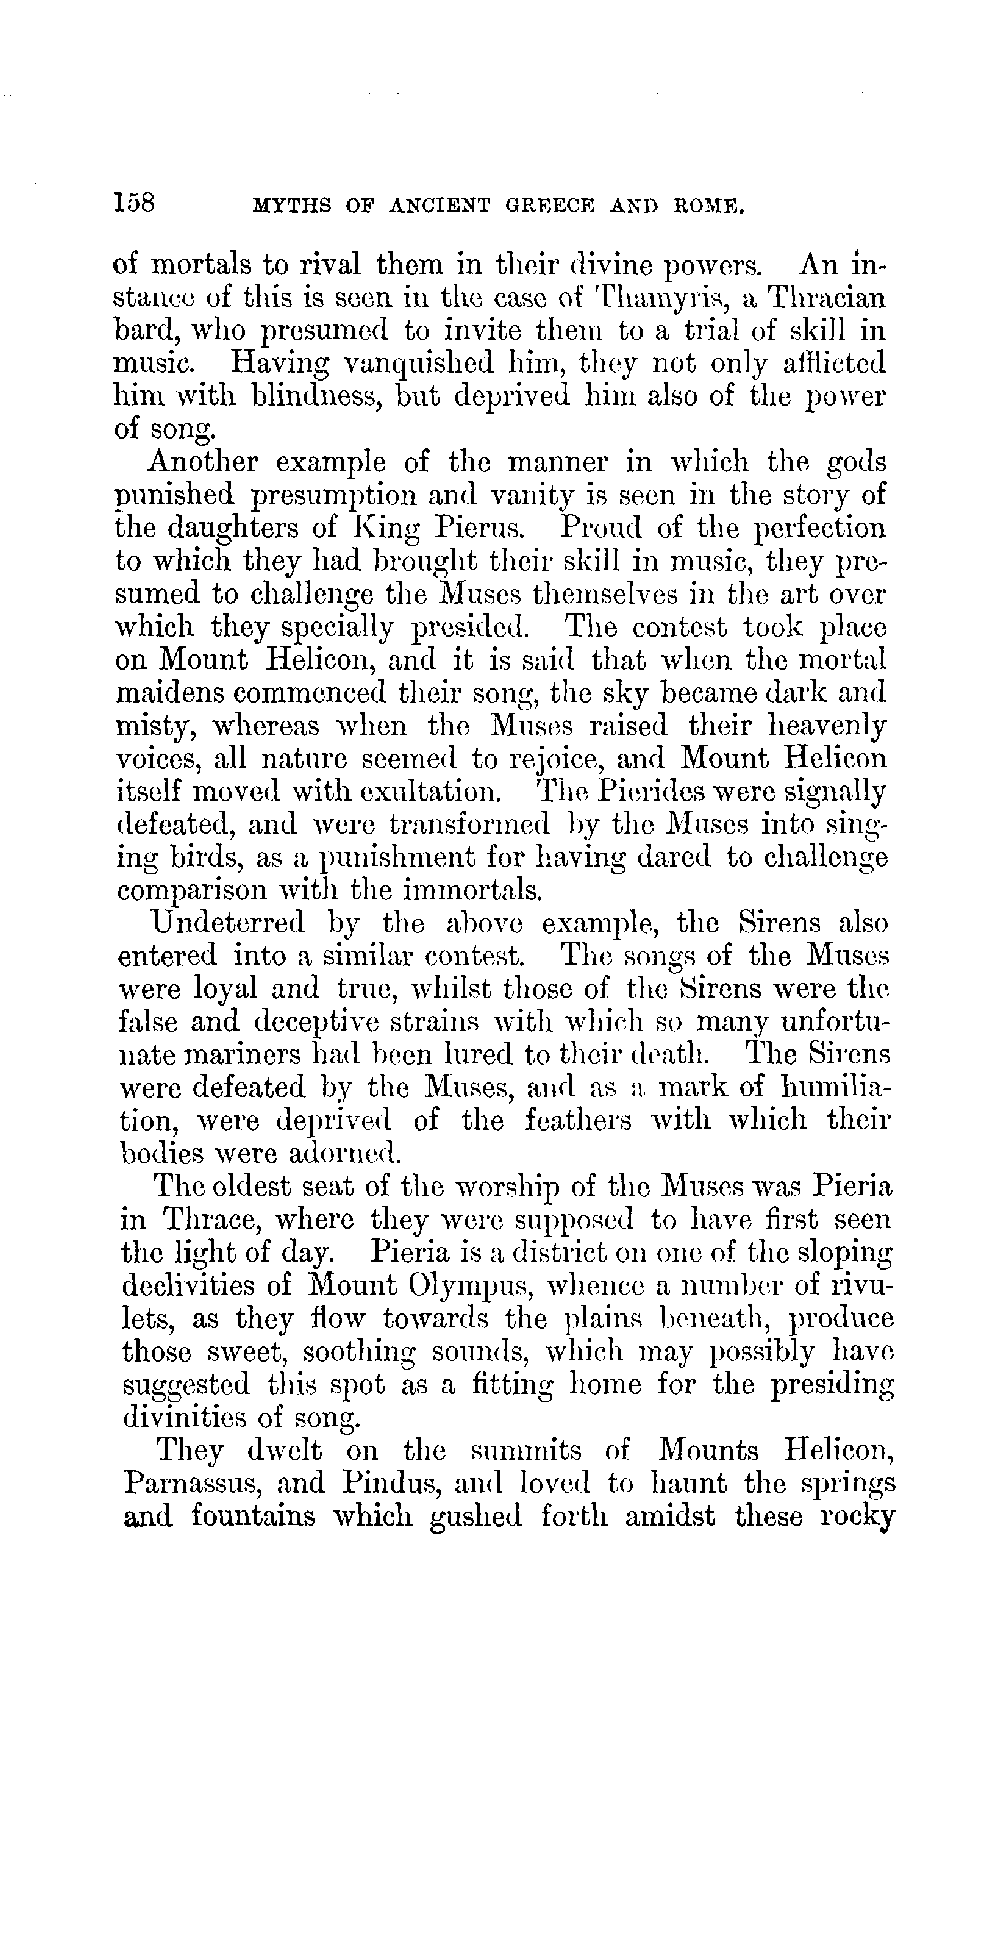 158 MYTHS OF ANCIENT GREECE AND ROME.
of mortals to rival them in their divine powers. An in-
stance of this is seen in the case of Thamyris, a Thracian
bard, who presumed to invite them to a trial of skill in
music. Having vanquished him, they not only afflicted
him with blindness, but deprived him also of the power
of song.
Another example of the manner in which the gods
punished presumption and vanity is seen in the story of
the daughters of King Pierus. Proud of the perfection
to which they had brought their skill in music, they pre-
sumed to challenge the Muses themselves in the art over
which they specially presided. The contest took place
on Mount Helicon, and it is said that when the mortal
maidens commenced their song, the sky became dark and
misty, whereas when the Muses raised their heavenly
voices, all nature seemed to rejoice, and Mount Helicon
itself moved with exultation. The Pierides were signally
defeated, and were transformed by the Muses into sing-
ing birds, as a punishment for having dared to challenge
comparison with the immortals.
Undeterred by the above example, the Sirens also
entered into a similar contest. The songs of the Muses
were loyal and true, whilst those of the Sirens were the
false and deceptive strains with which so many unfortu-
nate mariners had been lured to their death. The Sirens
were defeated by the Muses, and as a mark of humilia-
tion, were deprived of the feathers with which their
bodies were adorned.
The oldest seat of the worship of the Muses was Pieria
in Thrace, where they were supposed to have first seen
the light of day. Pieria is a district on one of the sloping
declivities of Mount Olympus, whence a number of rivu-
lets, as they flow towards the plains beneath, produce
those sweet, soothing sounds, which may possibly have
suggested this spot as a fitting home for the presiding
divinities of song.
They dwelt on the summits of Mounts Helicon,
Parnassus, and Pindus, and loved to haunt the springs
and fountains which gushed forth amidst these rocky